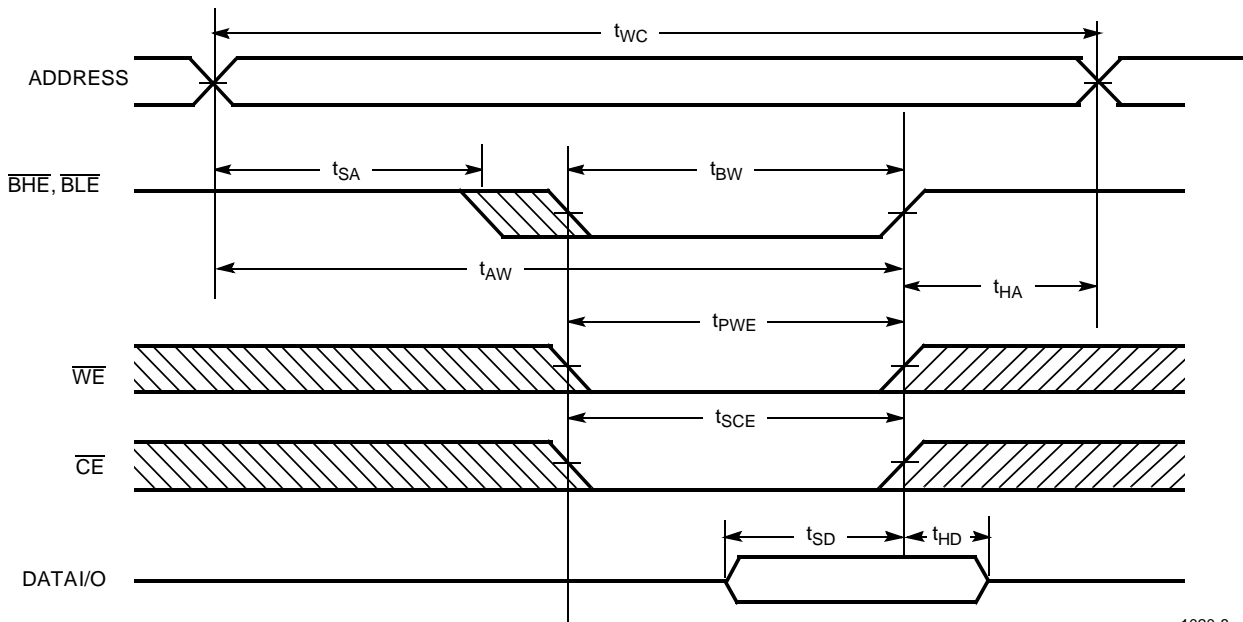 tWC
ADDRESS
tSA
tBW
BHE, BLE
tAW
tHA
tPWE
WE
tSCE
CE
tSD
tHD
DATAI/O